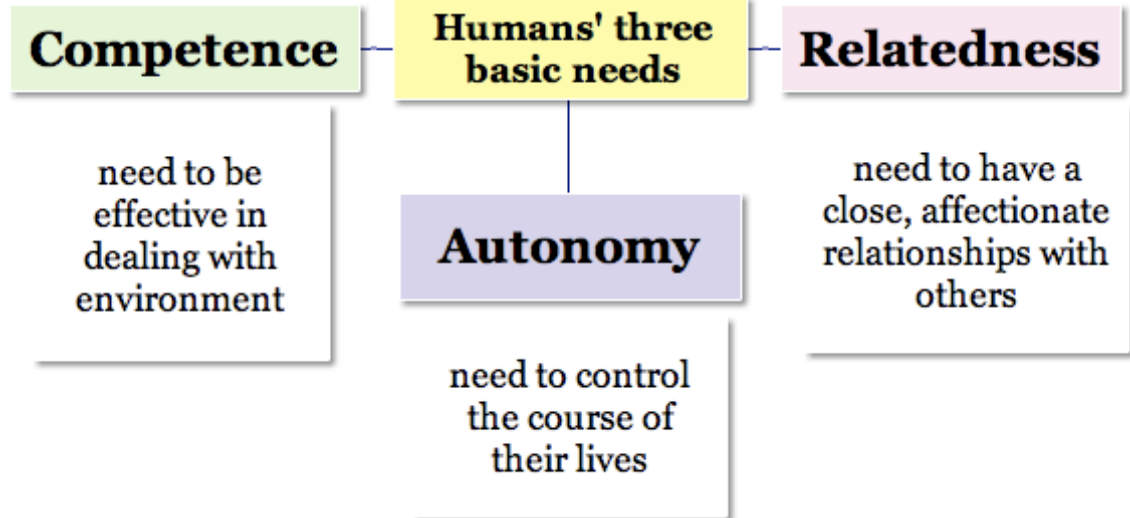 Competence
need to be
effective in
dealing with
environment
Humans' three
basic needs
Autonomy
need to control
the course of
their lives
Relatedness
need to have a
close, affectionate
relationships with
others